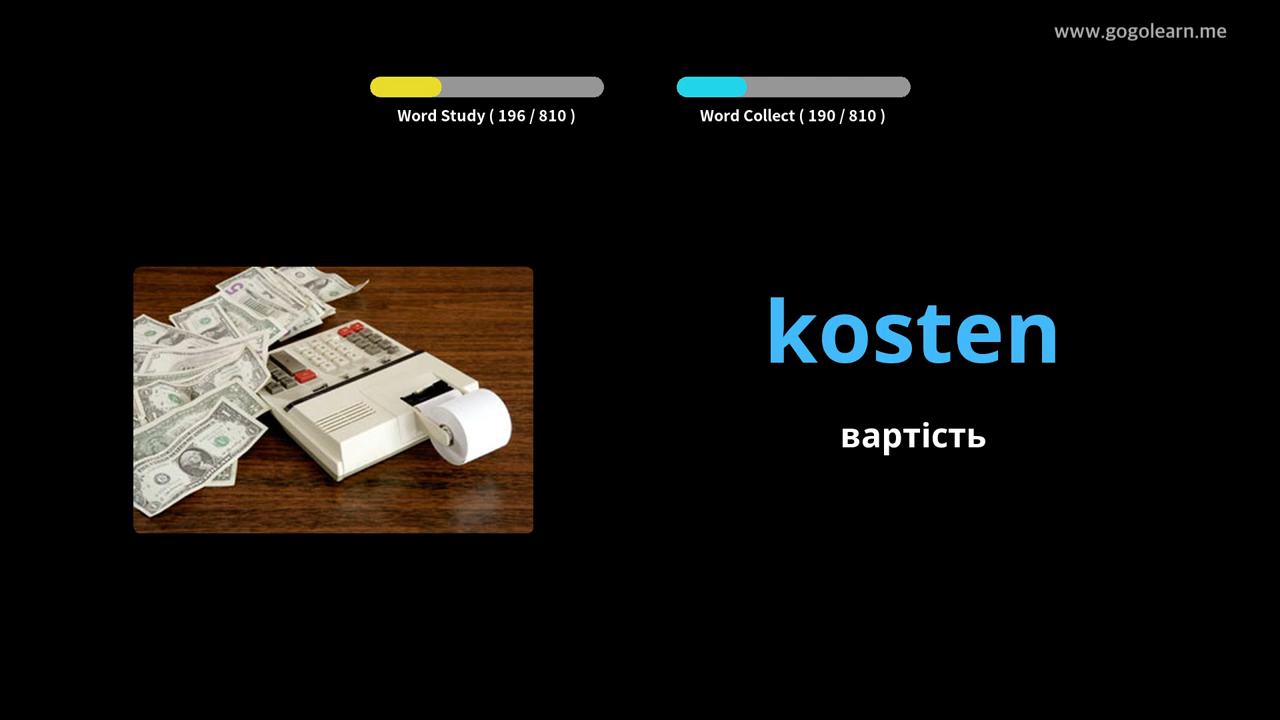 www.gogolearn.me
Word Study ( 196 / 810 )
Word Collect ( 190 / 810 )
kosten
вартість